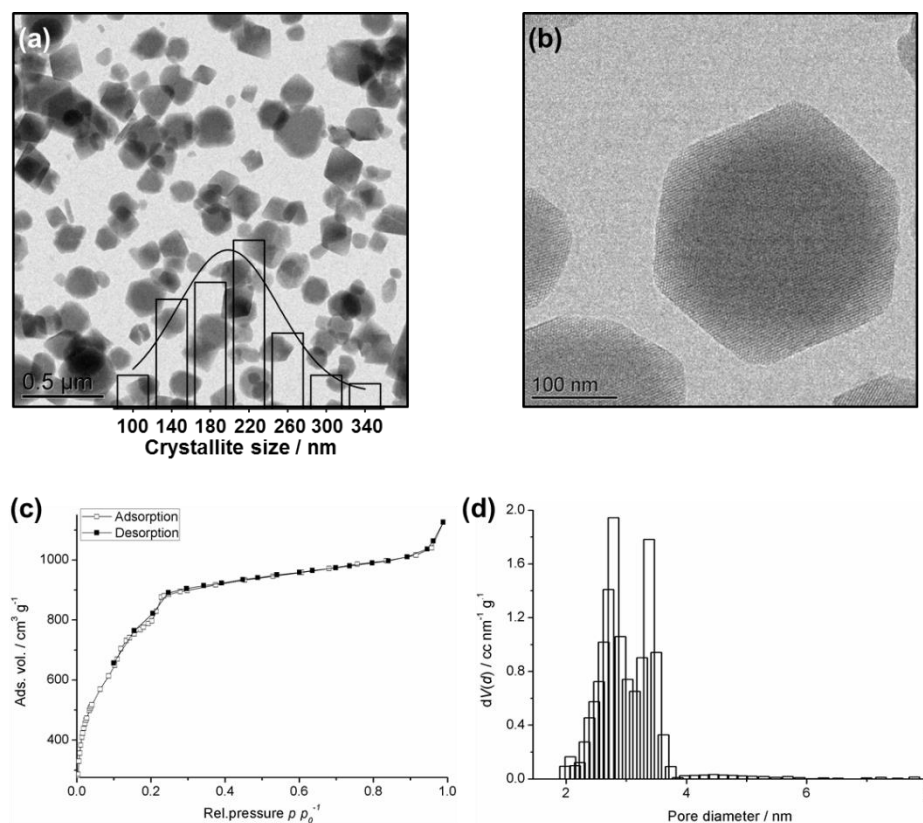 (a)
0.5 µm
100 140 180 220 260 300 340
Crystallite size / nm
(b)
100 nm
(c)
Adsorption
Desorption
1000
800
600
400
Ads. vol. / cm³ g⁻¹
0.0 0.2 0.4 0.6 0.8 1.0
Rel.pressure p p₀⁻¹
(d)
2.0
1.6
1.2
0.8
0.4
0.0
dV(d) / cc nm⁻¹ g⁻¹
2 4 6
Pore diameter / nm